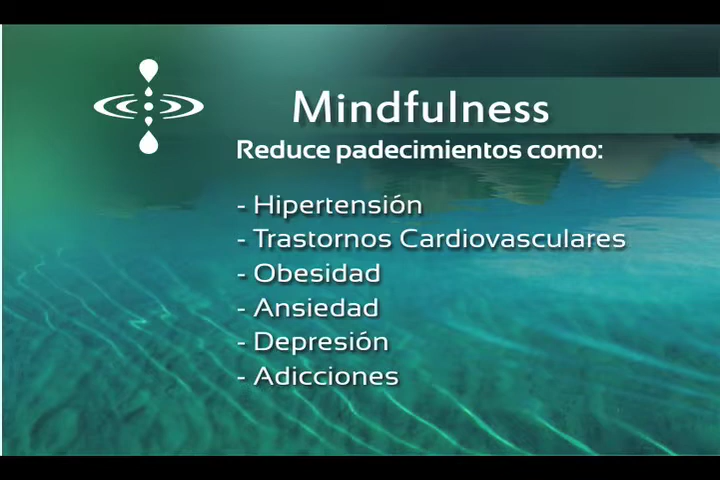 Mindfulness
Reduce padecimientos como:
- Hipertensión
- Trastornos Cardiovasculares
- Obesidad
- Ansiedad
- Depresión
- Adicciones